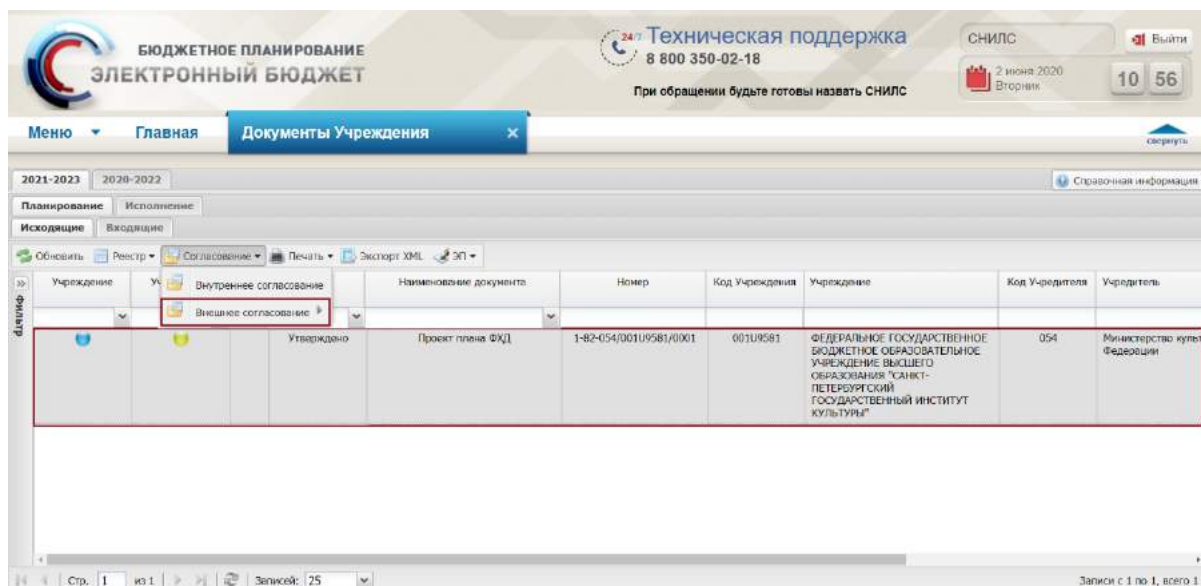 БЮДЖЕТНОЕ ПЛАНИРОВАНИЕ
ЭЛЕКТРОННЫЙ БЮДЖЕТ
24/7 Техническая поддержка
8 800 350-02-18
При обращении будьте готовы назвать СНИЛС
СНИЛС
Выйти
2 июня 2020
Вторник
10 56
Меню
Главная
Документы Учреждения
свернуть
2021-2023
2020-2022
Справочная информация
Планирование
Исполнение
Исходящие
Входящие
Обновить
Реестр
Согласование
Печать
Экспорт XML
ЭП
Внутреннее согласование
Внешнее согласование
Фильтр
Учреждение
Наименование документа
Номер
Код Учреждения
Учреждение
Код Учредителя
Учредитель
Утверждено
Проект плана ФХД
1-82-054/001U9581/0001
001U9581
ФЕДЕРАЛЬНОЕ ГОСУДАРСТВЕННОЕ
БЮДЖЕТНОЕ ОБРАЗОВАТЕЛЬНОЕ
УЧРЕЖДЕНИЕ ВЫСШЕГО
ОБРАЗОВАНИЯ "САНКТ-
ПЕТЕРБУРГСКИЙ
ГОСУДАРСТВЕННЫЙ ИНСТИТУТ
КУЛЬТУРЫ"
054
Министерство культ
Федерации
Стр. 1 из 1
Записей: 25
Записи с 1 по 1, всего 1